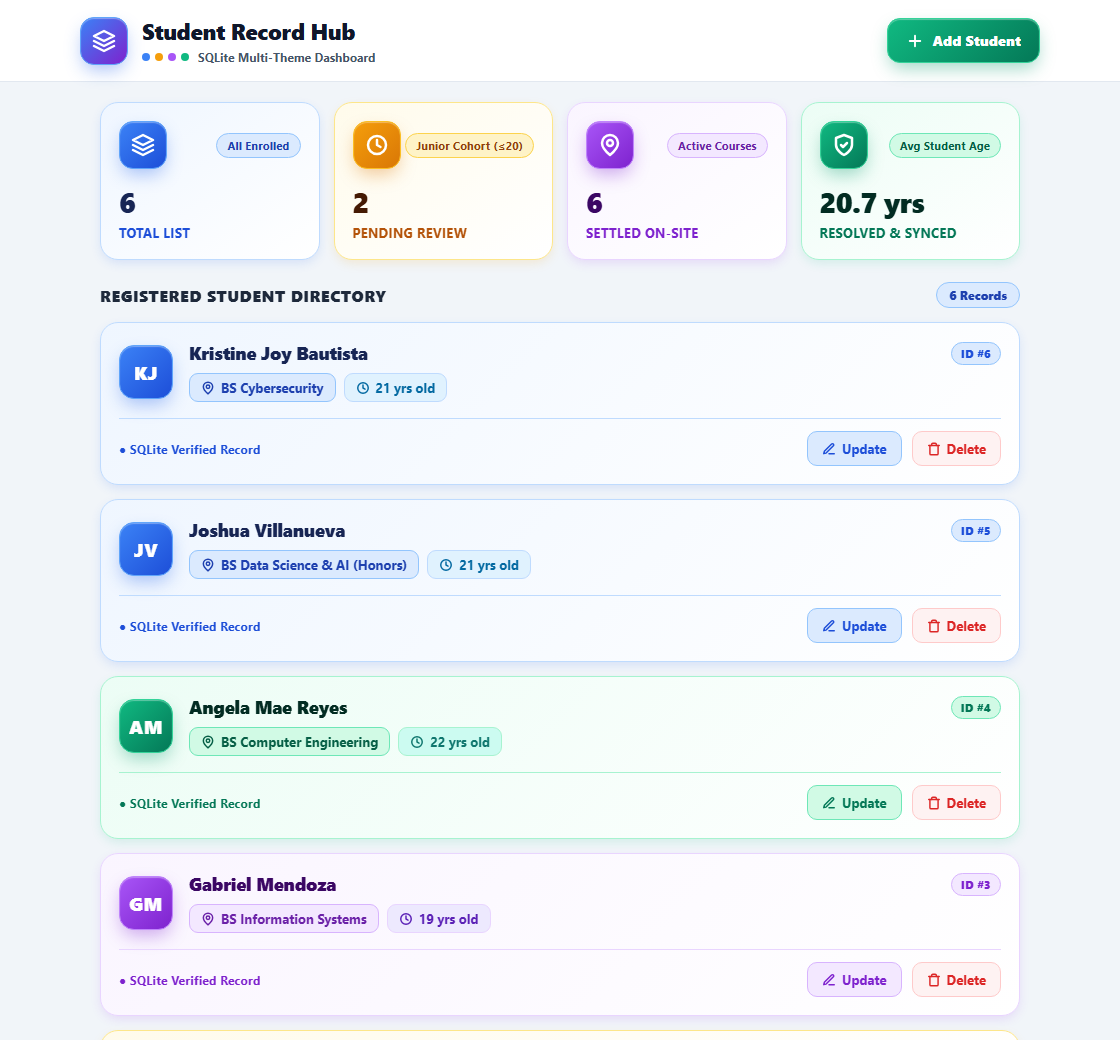 Student Record Hub
SQLite Multi-Theme Dashboard
Add Student
All Enrolled
6
TOTAL LIST
Junior Cohort (≤20)
2
PENDING REVIEW
Active Courses
6
SETTLED ON-SITE
Avg Student Age
20.7 yrs
RESOLVED & SYNCED
REGISTERED STUDENT DIRECTORY
6 Records
KJ
Kristine Joy Bautista
ID #6
BS Cybersecurity
21 yrs old
• SQLite Verified Record
Update
Delete
JV
Joshua Villanueva
ID #5
BS Data Science & AI (Honors)
21 yrs old
• SQLite Verified Record
Update
Delete
AM
Angela Mae Reyes
ID #4
BS Computer Engineering
22 yrs old
• SQLite Verified Record
Update
Delete
GM
Gabriel Mendoza
ID #3
BS Information Systems
19 yrs old
• SQLite Verified Record
Update
Delete